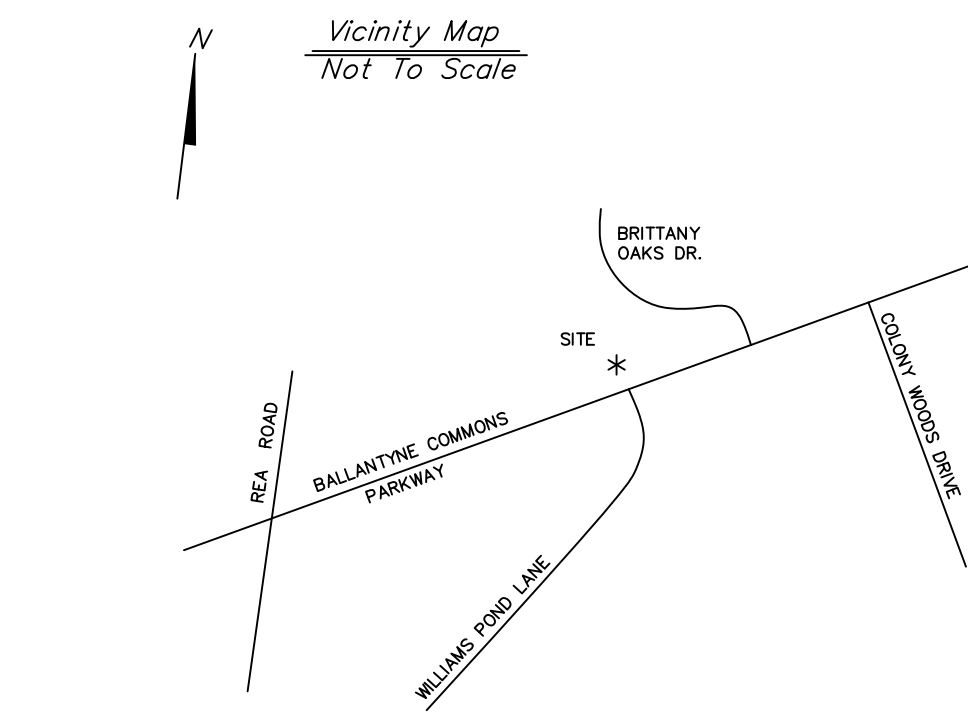 N
Vicinity Map
Not To Scale
BRITTANY
OAKS DR.
SITE
COLONY WOODS DRIVE
REA ROAD
BALLANTYNE COMMONS
PARKWAY
WILLIAMS POND LANE